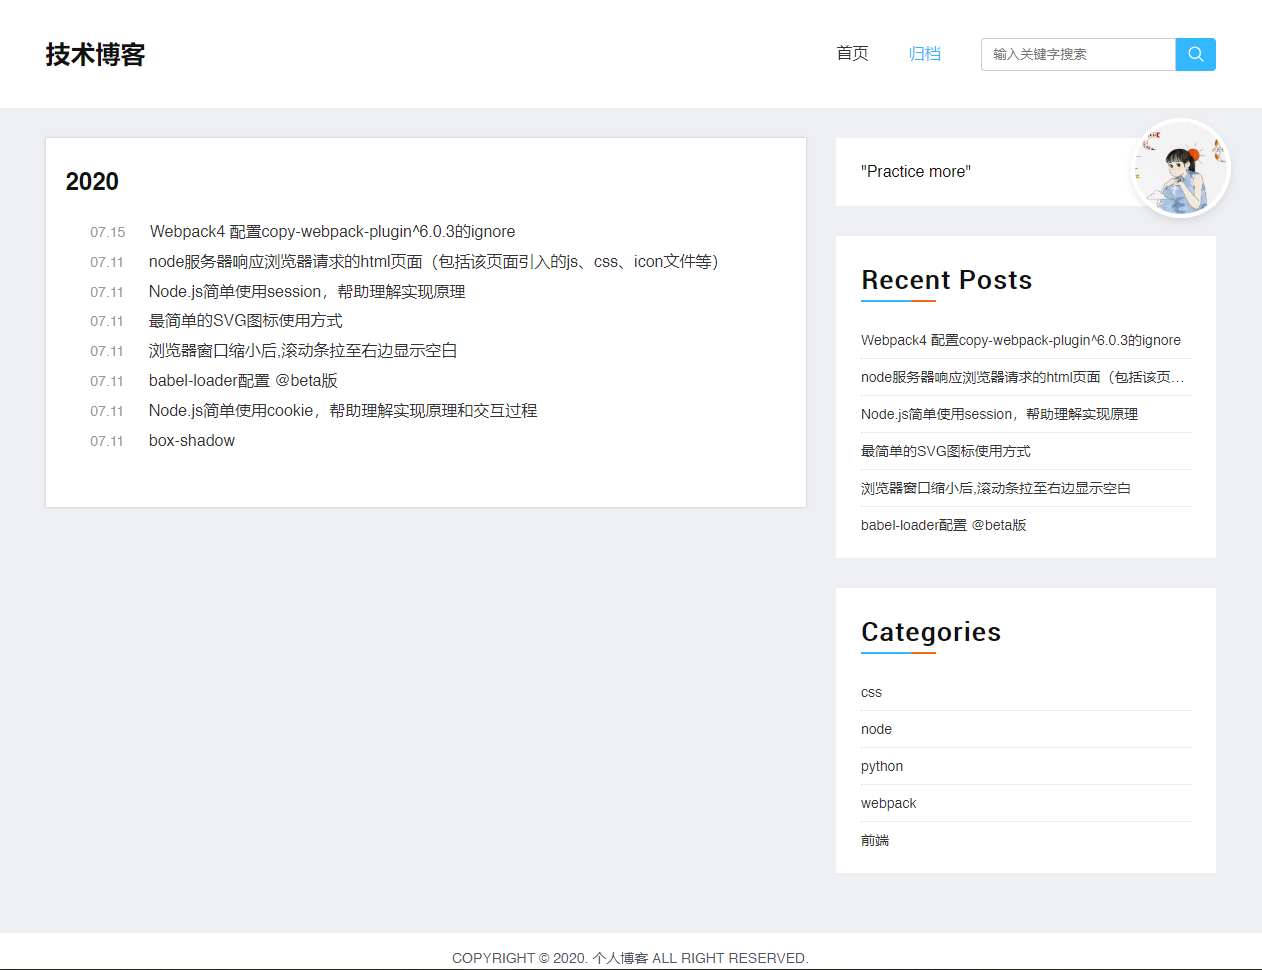 技术博客
首页
归档
输入关键字搜索
2020
07.15 Webpack4 配置copy-webpack-plugin^6.0.3的ignore
07.11 node服务器响应浏览器请求的html页面（包括该页面引入的js、css、icon文件等）
07.11 Node.js简单使用session，帮助理解实现原理
07.11 最简单的SVG图标使用方式
07.11 浏览器窗口缩小后,滚动条拉至右边显示空白
07.11 babel-loader配置 @beta版
07.11 Node.js简单使用cookie，帮助理解实现原理和交互过程
07.11 box-shadow
"Practice more"
Recent Posts
Webpack4 配置copy-webpack-plugin^6.0.3的ignore
node服务器响应浏览器请求的html页面（包括该页…
Node.js简单使用session，帮助理解实现原理
最简单的SVG图标使用方式
浏览器窗口缩小后,滚动条拉至右边显示空白
babel-loader配置 @beta版
Categories
css
node
python
webpack
前端
COPYRIGHT © 2020. 个人博客 ALL RIGHT RESERVED.